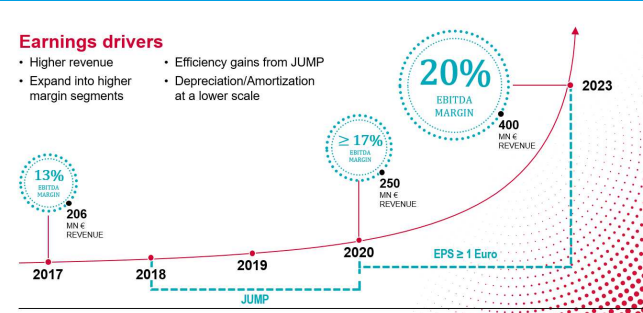 Earnings drivers
• Higher revenue
• Expand into higher
margin segments
• Efficiency gains from JUMP
• Depreciation/Amortization
at a lower scale
20%
EBITDA
MARGIN
2023
400
MN €
REVENUE
≥ 17%
EBITDA
MARGIN
250
MN €
REVENUE
13%
EBITDA
MARGIN
206
MN €
REVENUE
2017
2018
2019
2020
EPS ≥ 1 Euro
JUMP